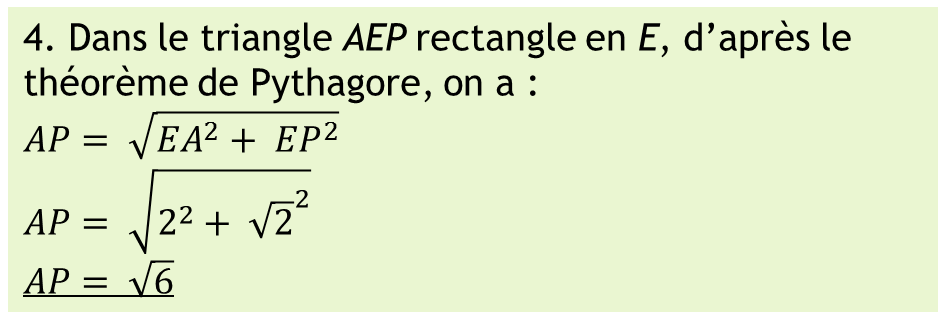 4. Dans le triangle AEP rectangle en E, d’après le
théorème de Pythagore, on a :
AP = √(EA² + EP²)
AP = √(2² + √2²)
AP = √6